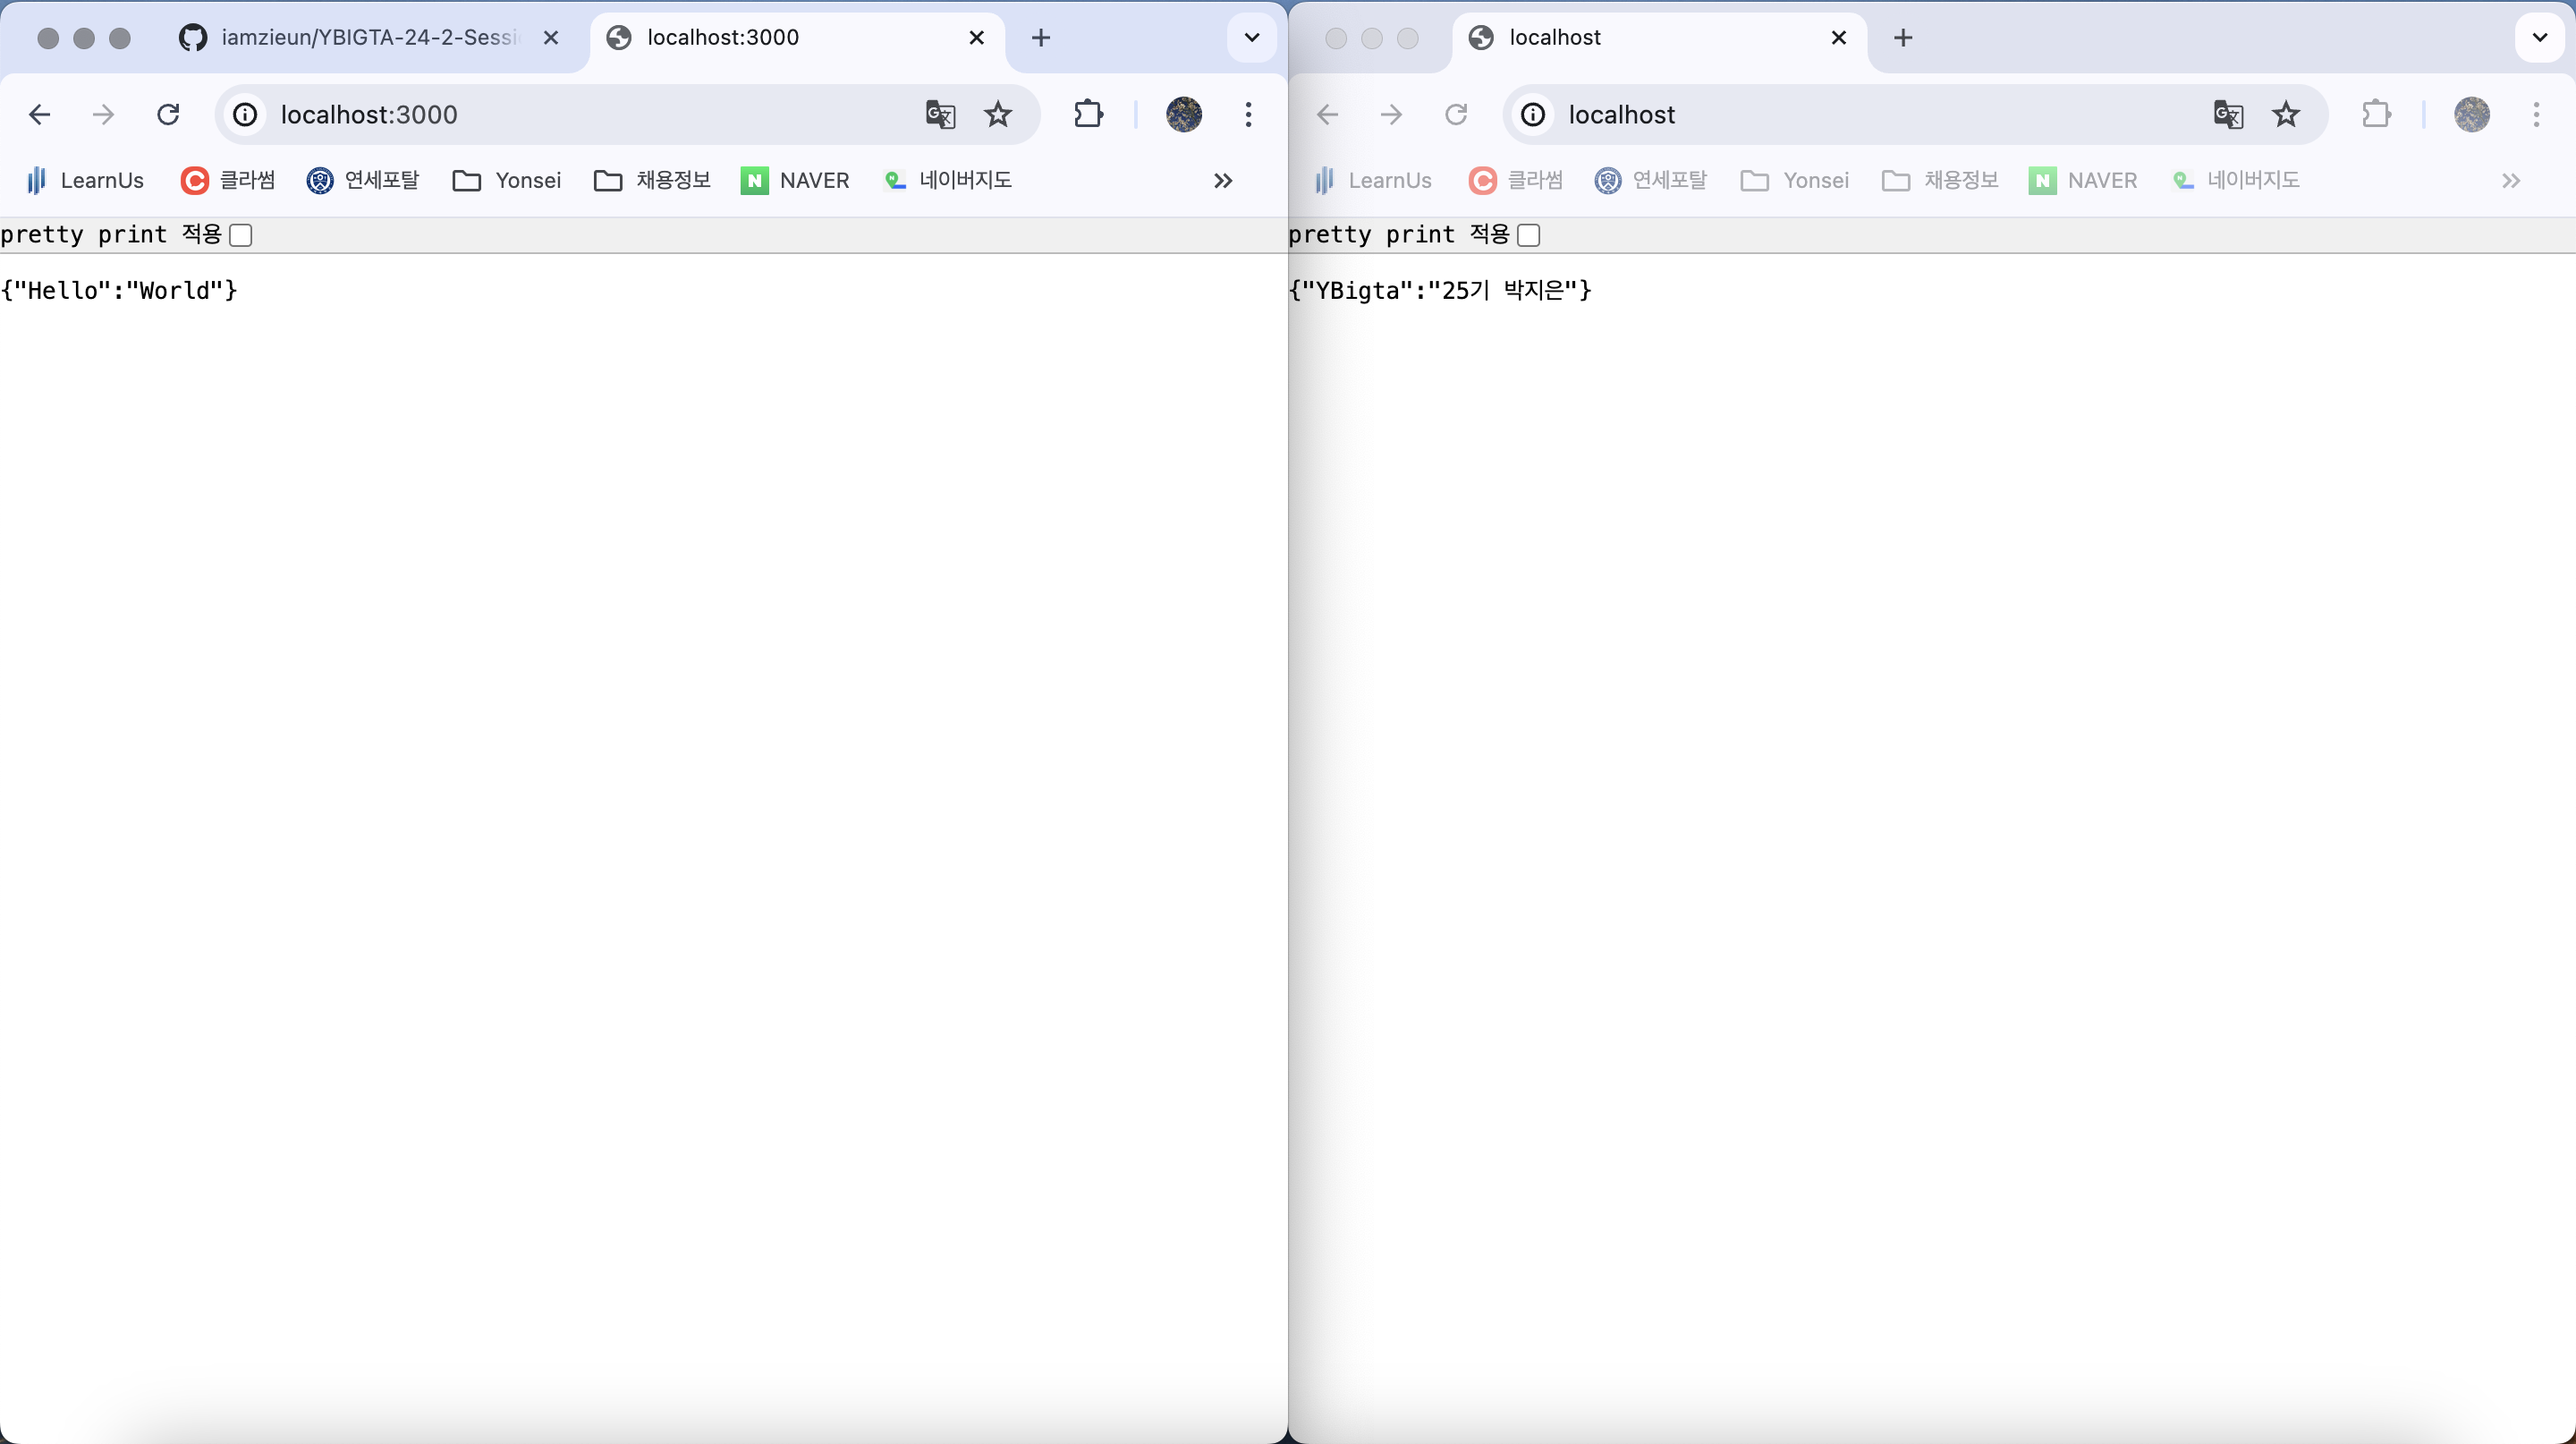 iamzieun/YBIGTA-24-2-Sessi
localhost:3000
localhost:3000
LearnUs 클라썸 연세포탈 Yonsei 채용정보 NAVER 네이버지도
pretty print 적용
{"Hello":"World"}
localhost
localhost
LearnUs 클라썸 연세포탈 Yonsei 채용정보 NAVER 네이버지도
pretty print 적용
{"YBigta":"25기 박지은"}